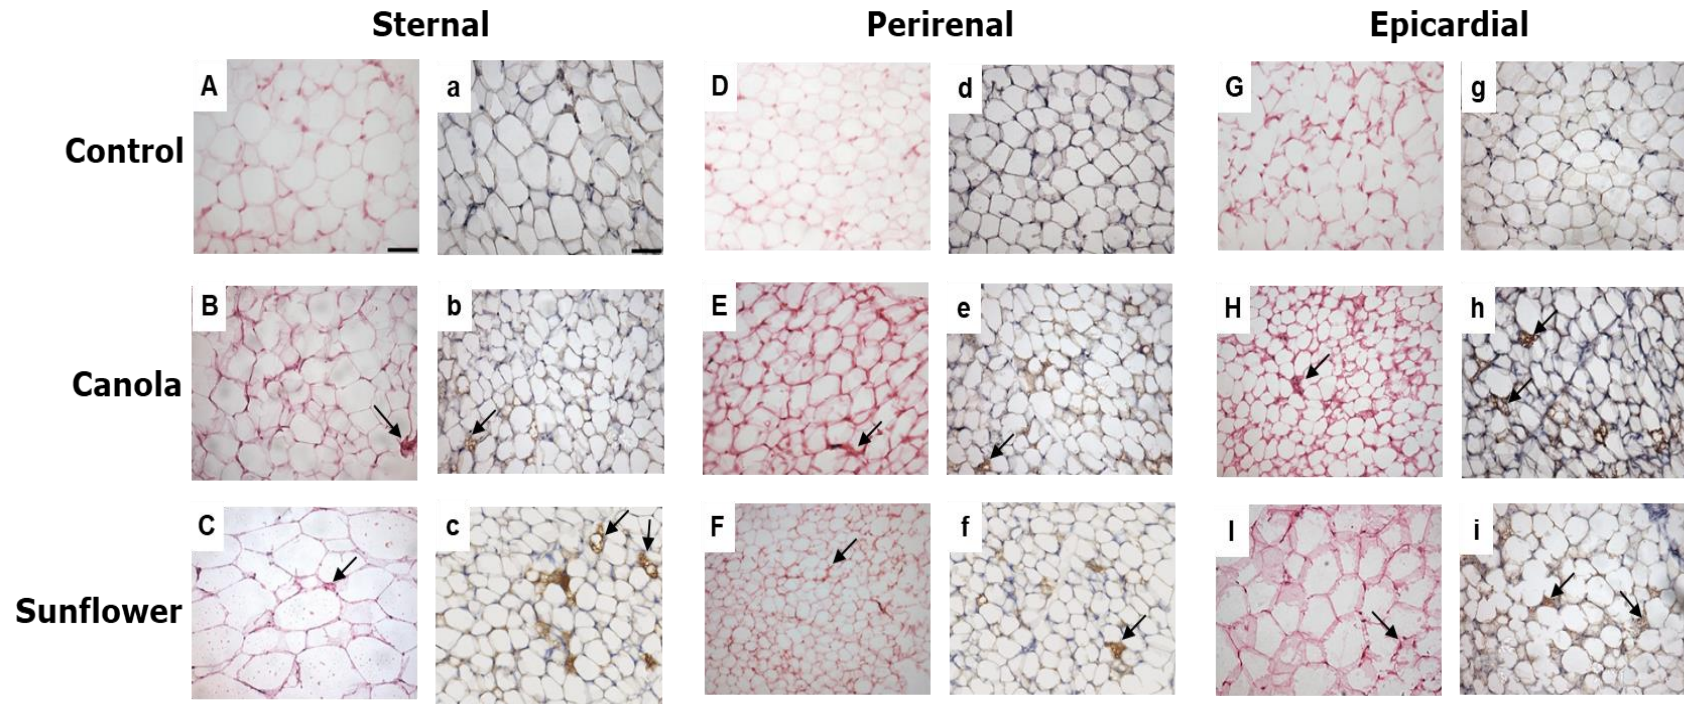 Sternal Perirenal Epicardial
Control A a D d G g
Canola B b E e H h
Sunflower C c F f I i